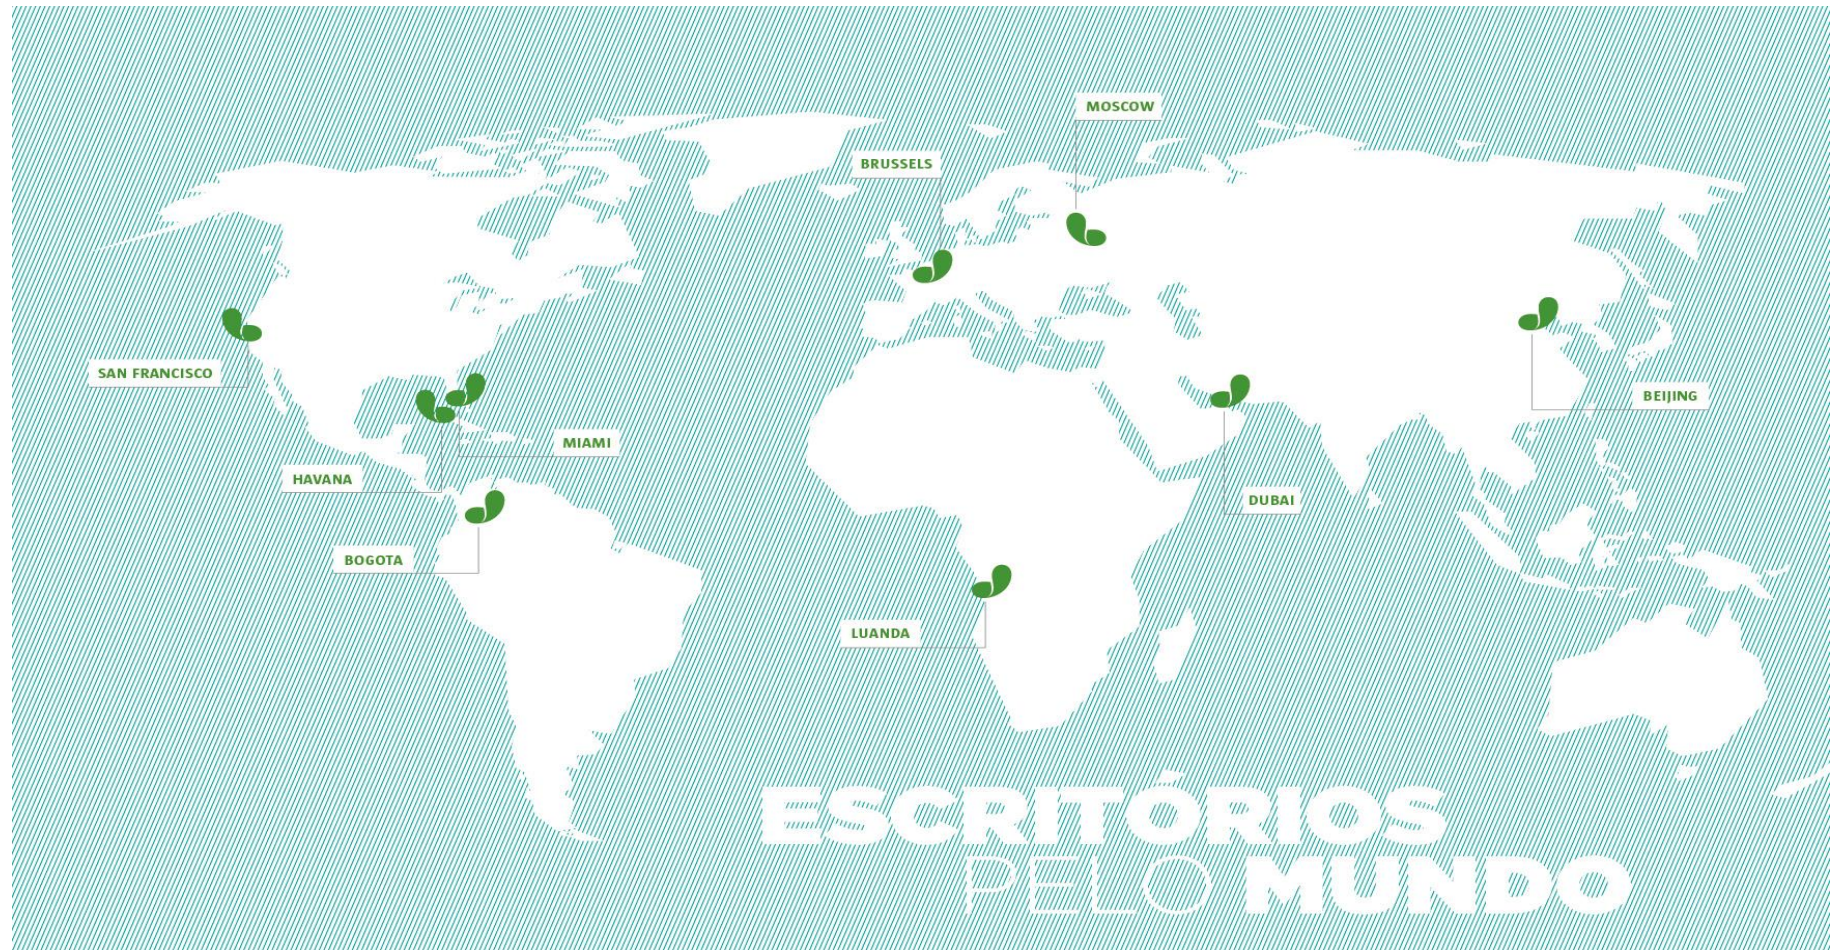 MOSCOW
BRUSSELS
SAN FRANCISCO
BEIJING
MIAMI
HAVANA
DUBAI
BOGOTA
LUANDA
ESCRITÓRIOS
PELO MUNDO